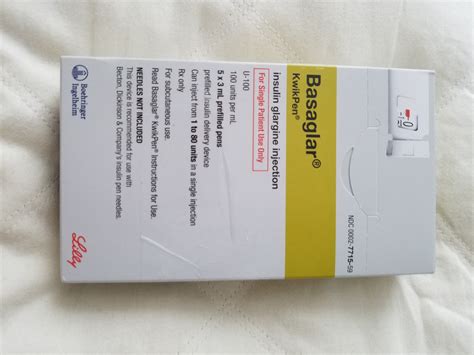 NDC 0002-7715-59
Basaglar®
KwikPen®
insulin glargine injection
For Single Patient Use Only
U-100
100 units per mL
5 x 3 mL prefilled pens
prefilled insulin delivery device
Can inject from 1 to 80 units in a single injection
Rx only
For subcutaneous use.
Read Basaglar® KwikPen® Instructions for Use.
NEEDLES NOT INCLUDED
This device is recommended for use with
Becton, Dickinson & Company's insulin pen needles.
Boehringer
Ingelheim
Lilly
0